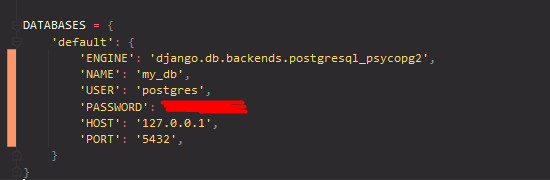 DATABASES = {
'default': {
'ENGINE': 'django.db.backends.postgresql_psycopg2',
'NAME': 'my_db',
'USER': 'postgres',
'PASSWORD':
'HOST': '127.0.0.1',
'PORT': '5432',
}
}